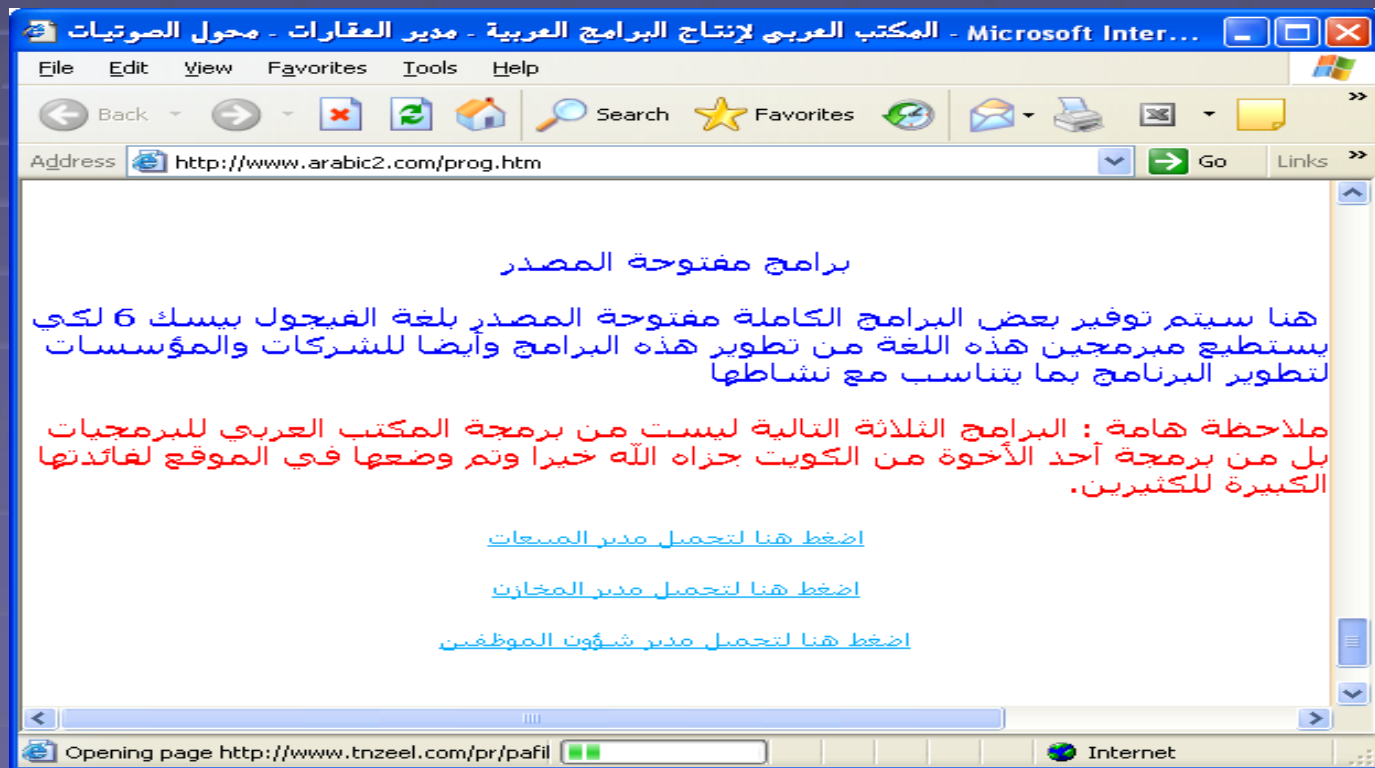 المكتب العربي لإنتاج البرامج العربية - مدير العقارات - محول الصوتيات - Microsoft Inter...
File Edit View Favorites Tools Help
Back Search Favorites
Address http://www.arabic2.com/prog.htm Go Links
برامج مفتوحة المصدر
هنا سيتم توفير بعض البرامج الكاملة مفتوحة المصدر بلغة الفيجول بيسك 6 لكي
يستطيع مبرمجين هذه اللغة من تطوير هذه البرامج وأيضا للشركات والمؤسسات
لتطوير البرنامج بما يتناسب مع نشاطها
ملاحظة هامة : البرامج الثلاثة التالية ليست من برمجة المكتب العربي للبرمجيات
بل من برمجة أحد الأخوة من الكويت جزاه الله خيرا وتم وضعها في الموقع لفائدتها
الكبيرة للكثيرين.
اضغط هنا لتحميل مدير المبيعات
اضغط هنا لتحميل مدير المخازن
اضغط هنا لتحميل مدير شؤون الموظفين
Opening page http://www.tnzeel.com/pr/pafil Internet